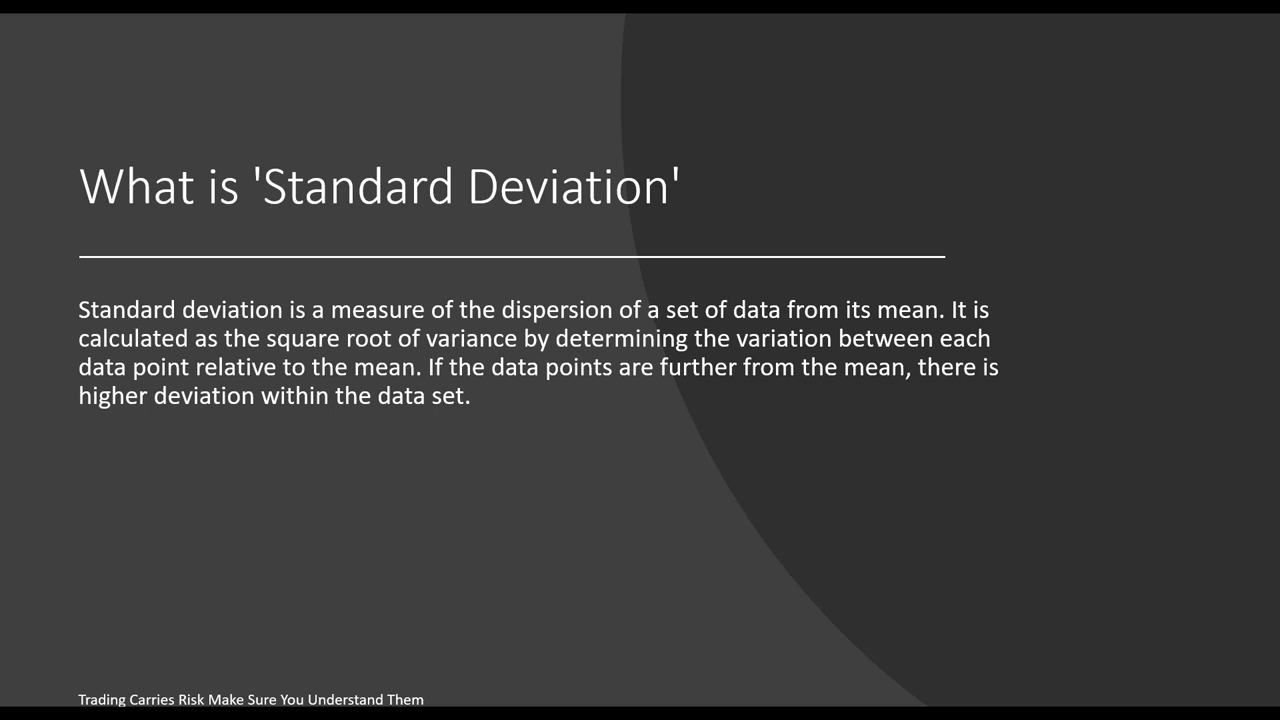 What is 'Standard Deviation'
Standard deviation is a measure of the dispersion of a set of data from its mean. It is
calculated as the square root of variance by determining the variation between each
data point relative to the mean. If the data points are further from the mean, there is
higher deviation within the data set.
Trading Carries Risk Make Sure You Understand Them